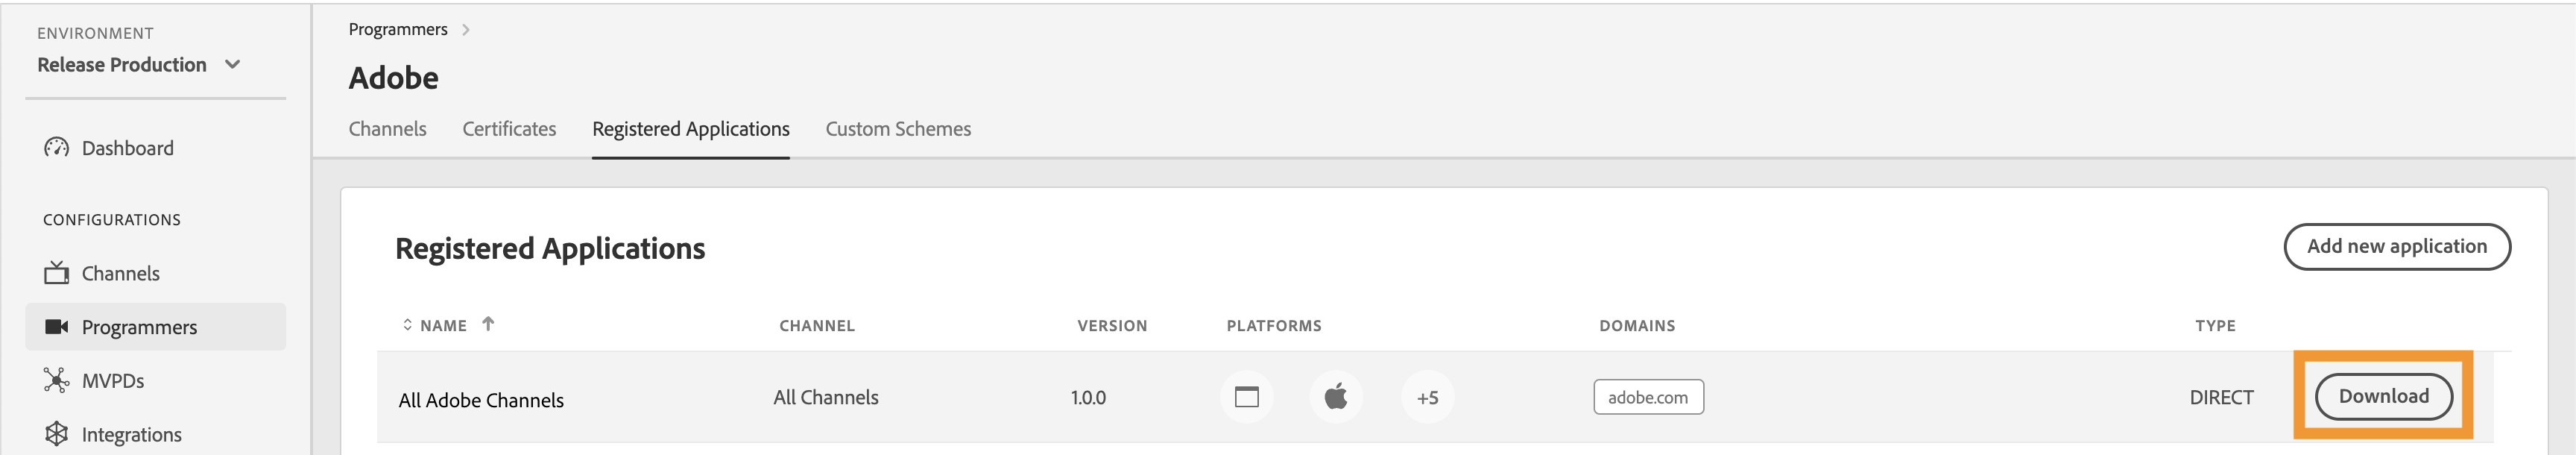 ENVIRONMENT
Release Production
Dashboard
CONFIGURATIONS
Channels
Programmers
MVPDs
Integrations
Programmers
Adobe
Channels Certificates Registered Applications Custom Schemes
Registered Applications
Add new application
NAME CHANNEL VERSION PLATFORMS DOMAINS TYPE
All Adobe Channels All Channels 1.0.0 +5 adobe.com DIRECT Download